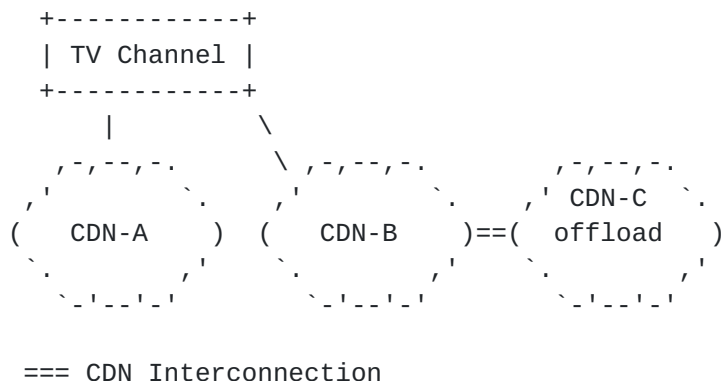 +------------+
| TV Channel |
+------------+
      |         \
   ,-,--,-.      \ ,-,--,-.        ,-,--,-.
 ,'        `.    ,'        `.    ,' CDN-C  `.
(   CDN-A    )  (   CDN-B    )==(  offload   )
 `.        ,'    `.        ,'    `.        ,'
   `-'--'-'        `-'--'-'        `-'--'-'
=== CDN Interconnection